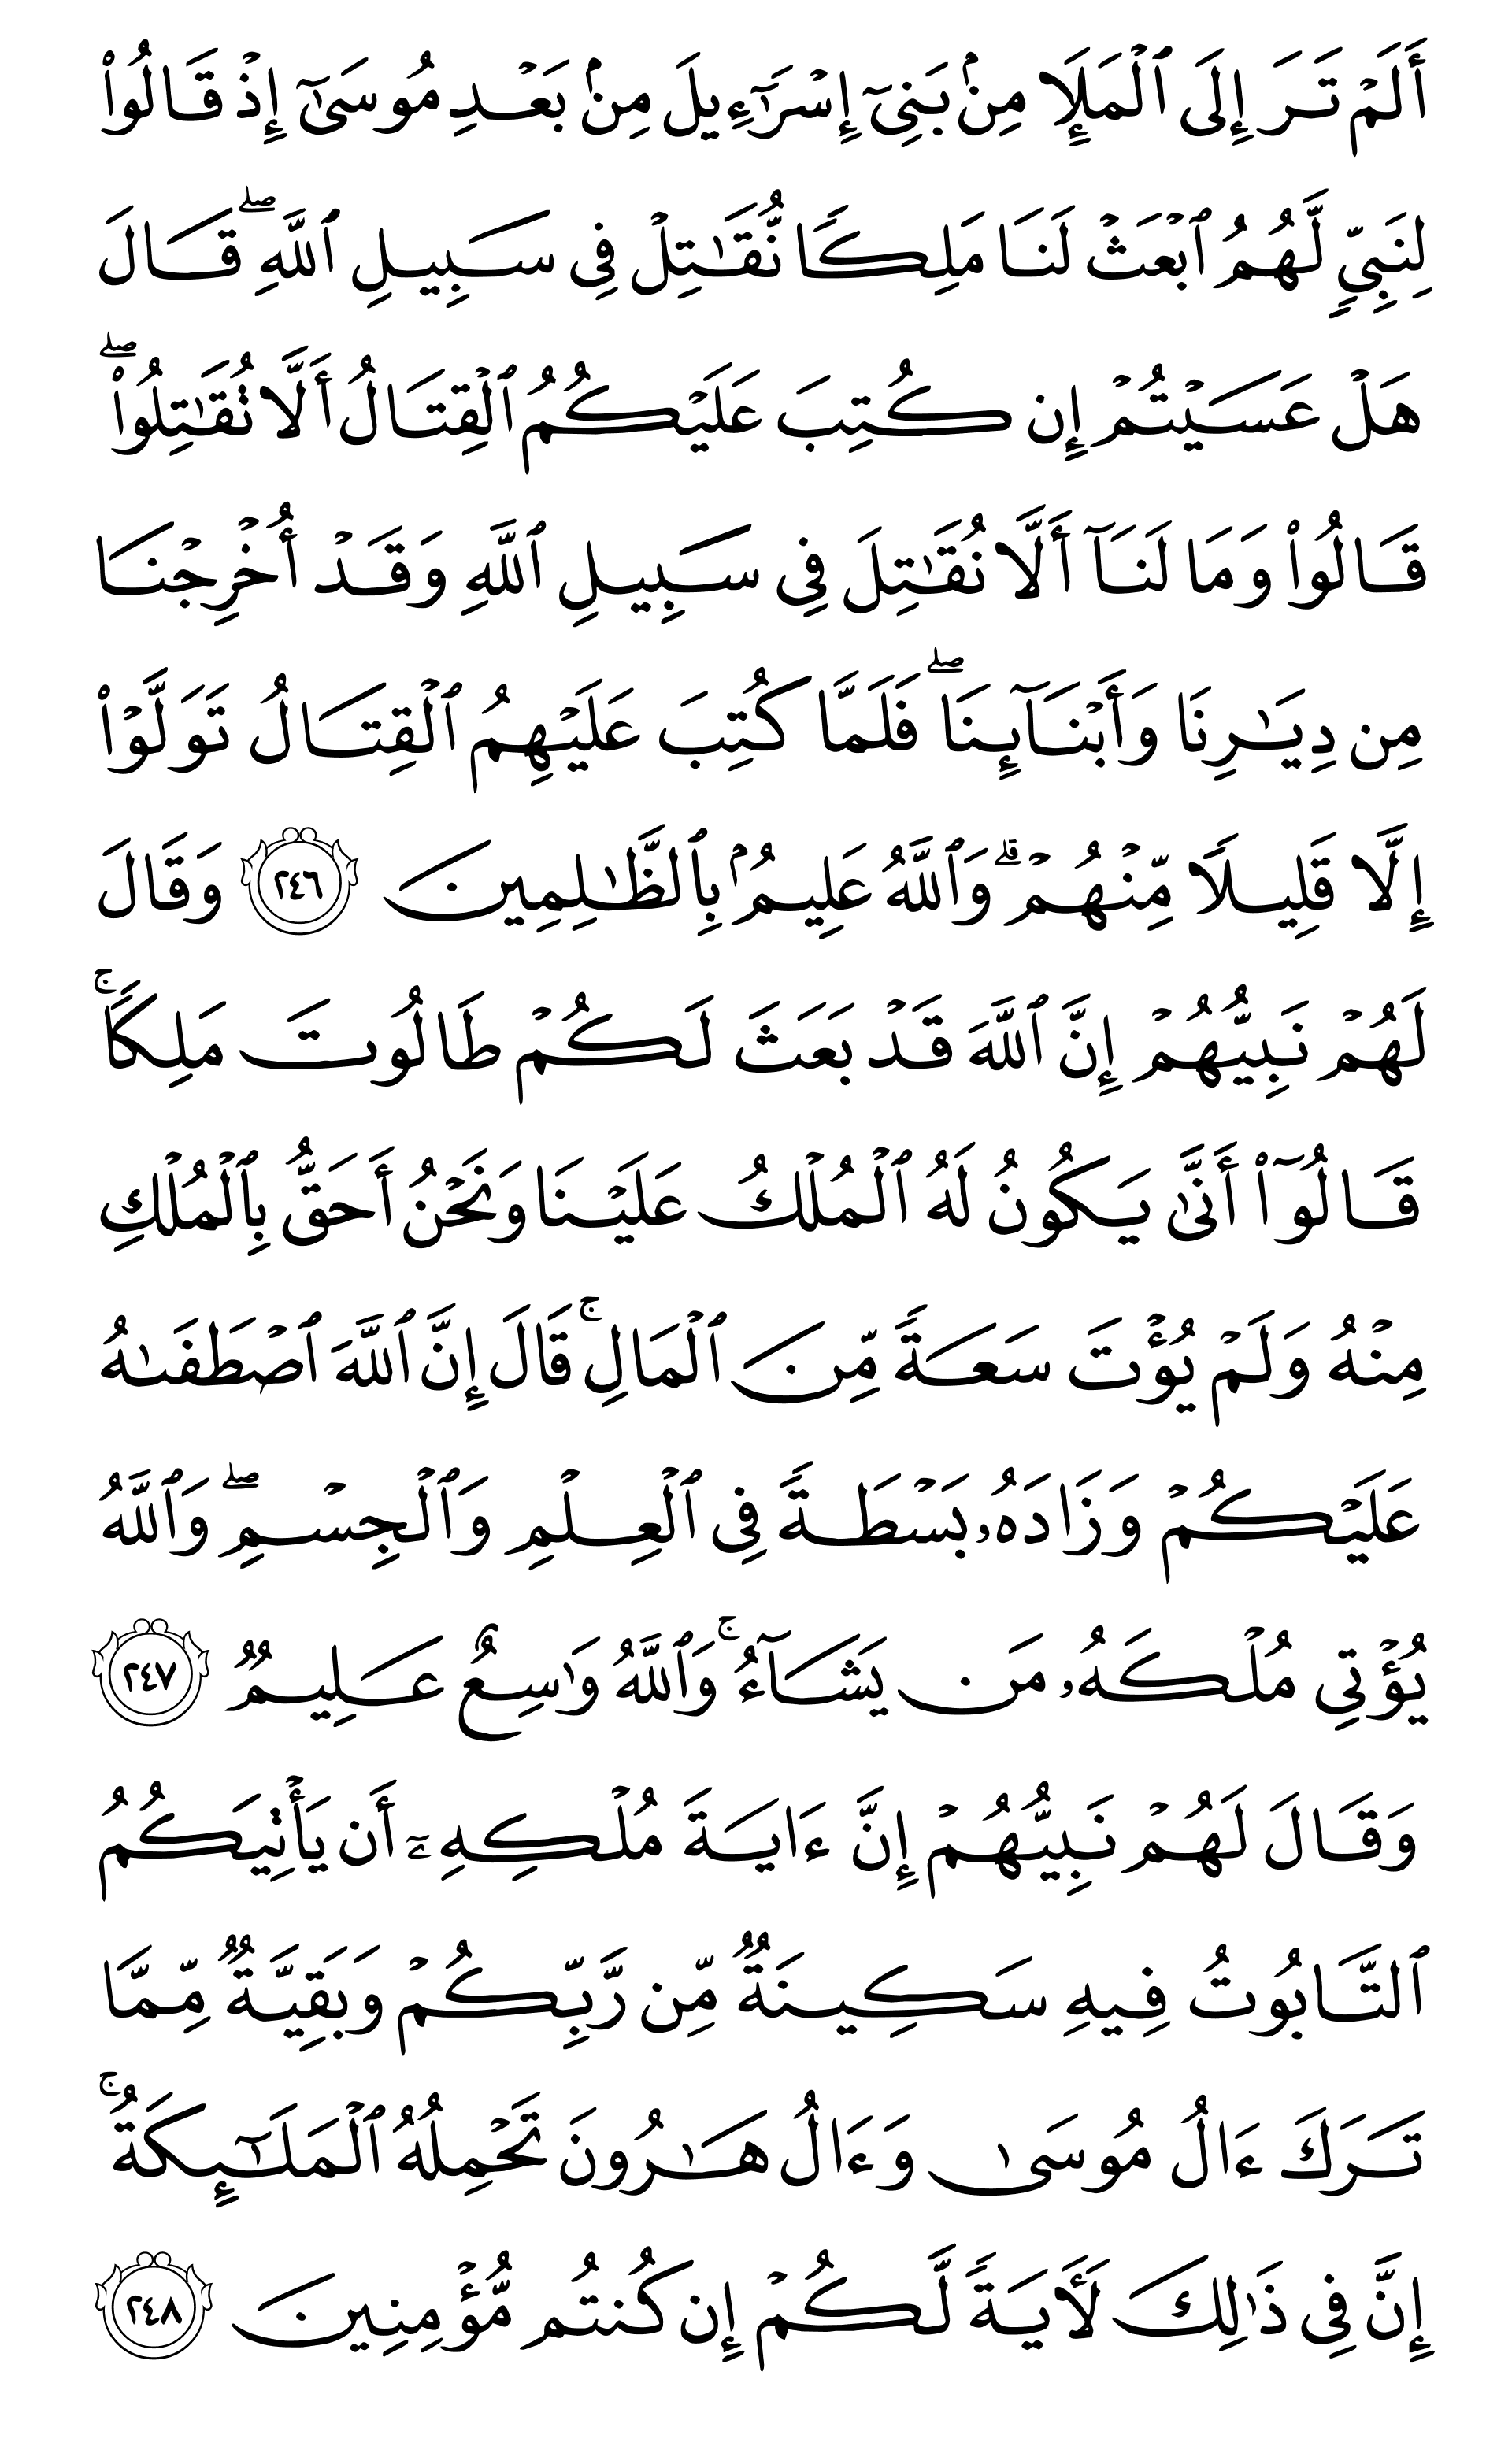 أَلَمۡ تَرَ إِلَى ٱلۡمَلَإِ مِنۢ بَنِيٓ إِسۡرَٰٓءِيلَ مِنۢ بَعۡدِ مُوسَىٰٓ إِذۡ قَالُواْ
لِنَبِيّٖ لَّهُمُ ٱبۡعَثۡ لَنَا مَلِكٗا نُّقَٰتِلۡ فِي سَبِيلِ ٱللَّهِۖ قَالَ
هَلۡ عَسَيۡتُمۡ إِن كُتِبَ عَلَيۡكُمُ ٱلۡقِتَالُ أَلَّا تُقَٰتِلُواْۖ
قَالُواْ وَمَا لَنَآ أَلَّا نُقَٰتِلَ فِي سَبِيلِ ٱللَّهِ وَقَدۡ أُخۡرِجۡنَا
مِن دِيَٰرِنَا وَأَبۡنَآئِنَاۖ فَلَمَّا كُتِبَ عَلَيۡهِمُ ٱلۡقِتَالُ تَوَلَّوۡاْ
إِلَّا قَلِيلٗا مِّنۡهُمۡۚ وَٱللَّهُ عَلِيمُۢ بِٱلظَّٰلِمِينَ ٢٤٦ وَقَالَ
لَهُمۡ نَبِيُّهُمۡ إِنَّ ٱللَّهَ قَدۡ بَعَثَ لَكُمۡ طَالُوتَ مَلِكٗاۚ
قَالُوٓاْ أَنَّىٰ يَكُونُ لَهُ ٱلۡمُلۡكُ عَلَيۡنَا وَنَحۡنُ أَحَقُّ بِٱلۡمُلۡكِ
مِنۡهُ وَلَمۡ يُؤۡتَ سَعَةٗ مِّنَ ٱلۡمَالِۚ قَالَ إِنَّ ٱللَّهَ ٱصۡطَفَىٰهُ
عَلَيۡكُمۡ وَزَادَهُۥ بَسۡطَةٗ فِي ٱلۡعِلۡمِ وَٱلۡجِسۡمِۖ وَٱللَّهُ
يُؤۡتِي مُلۡكَهُۥ مَن يَشَآءُۚ وَٱللَّهُ وَٰسِعٌ عَلِيمٞ ٢٤٧
وَقَالَ لَهُمۡ نَبِيُّهُمۡ إِنَّ ءَايَةَ مُلۡكِهِۦٓ أَن يَأۡتِيَكُمُ
ٱلتَّابُوتُ فِيهِ سَكِينَةٞ مِّن رَّبِّكُمۡ وَبَقِيَّةٞ مِّمَّا
تَرَكَ ءَالُ مُوسَىٰ وَءَالُ هَٰرُونَ تَحۡمِلُهُ ٱلۡمَلَٰٓئِكَةُۚ
إِنَّ فِي ذَٰلِكَ لَأٓيَةٗ لَّكُمۡ إِن كُنتُم مُّؤۡمِنِينَ ٢٤٨